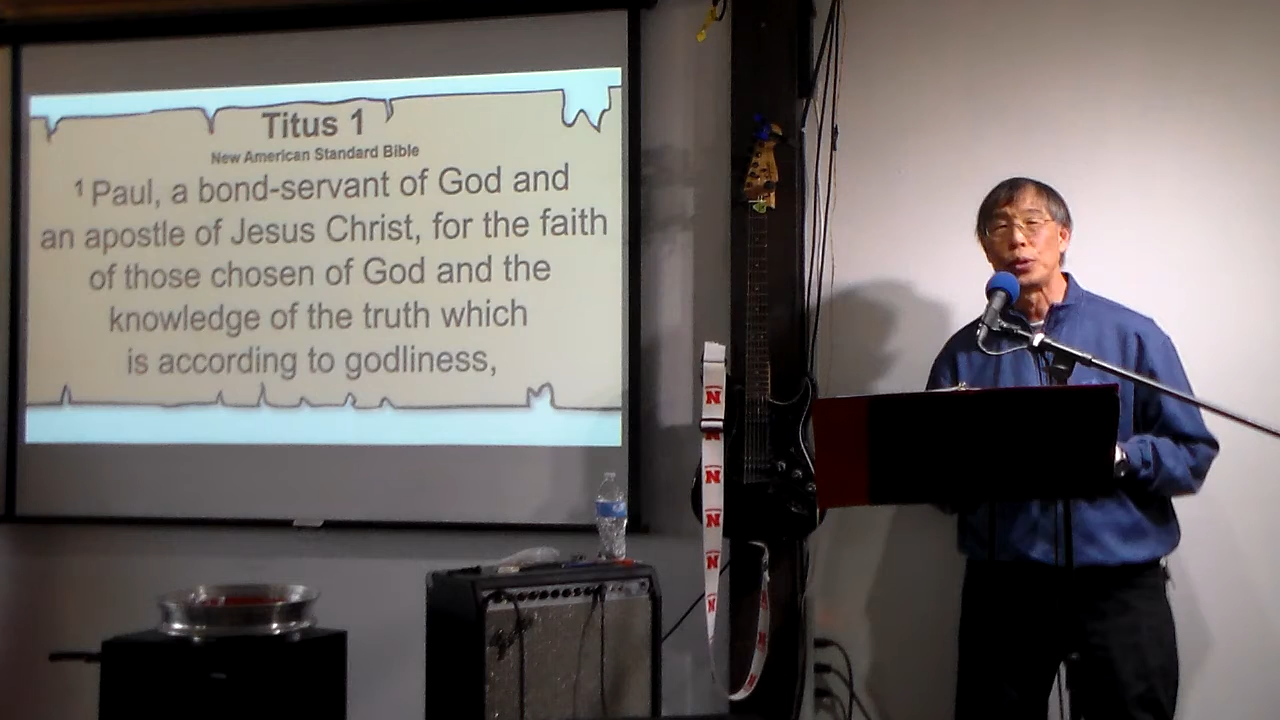 Titus 1
New American Standard Bible
1 Paul, a bond-servant of God and
an apostle of Jesus Christ, for the faith
of those chosen of God and the
knowledge of the truth which
is according to godliness,
N
N
N
N
N
N